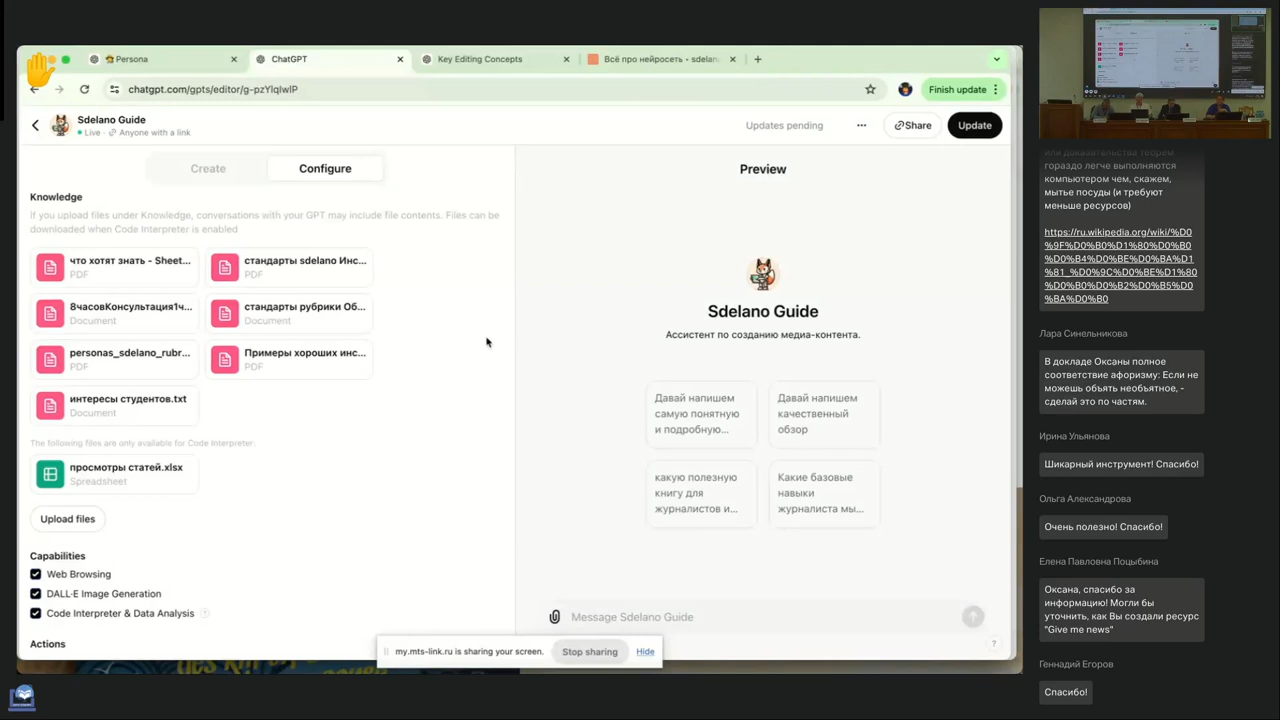 Persona
ChatGPT
Key Editing Concepts
Всё про нейросеть • sdelan
chatgpt.com/gpts/editor/g-pzYlqlwIP
Finish update
Sdelano Guide
Live · Anyone with a link
Updates pending
Share
Update
Create
Configure
Knowledge
If you upload files under Knowledge, conversations with your GPT may include file contents. Files can be
downloaded when Code Interpreter is enabled
что хотят знать - Sheet...
PDF
стандарты sdelano Инс...
PDF
8часовКонсультация1ч...
Document
стандарты рубрики Об...
Document
personas_sdelano_rubr...
PDF
Примеры хороших инс...
PDF
интересы студентов.txt
Document
The following files are only available for Code Interpreter:
просмотры статей.xlsx
Spreadsheet
Upload files
Capabilities
Web Browsing
DALL·E Image Generation
Code Interpreter & Data Analysis
Actions
Preview
Sdelano Guide
Ассистент по созданию медиа-контента.
Давай напишем
самую понятную
и подробную...
Давай напишем
качественный
обзор
какую полезную
книгу для
журналистов и...
Какие базовые
навыки
журналиста мы...
Message Sdelano Guide
my.mts-link.ru is sharing your screen.
Stop sharing
Hide
или доказательства теорем
гораздо легче выполняются
компьютером чем, скажем,
мытье посуды (и требуют
меньше ресурсов)
https://ru.wikipedia.org/wiki/%D0
%9F%D0%B0%D1%80%D0%B0
%D0%B4%D0%BE%D0%BA%D1
%81_%D0%9C%D0%BE%D1%80
%D0%B0%D0%B2%D0%B5%D0
%BA%D0%B0
Лара Синельникова
В докладе Оксаны полное
соответствие афоризму: Если не
можешь объять необъятное, -
сделай это по частям.
Ирина Ульянова
Шикарный инструмент! Спасибо!
Ольга Александрова
Очень полезно! Спасибо!
Елена Павловна Поцыбина
Оксана, спасибо за
информацию! Могли бы
уточнить, как Вы создали ресурс
"Give me news"
Геннадий Егоров
Спасибо!